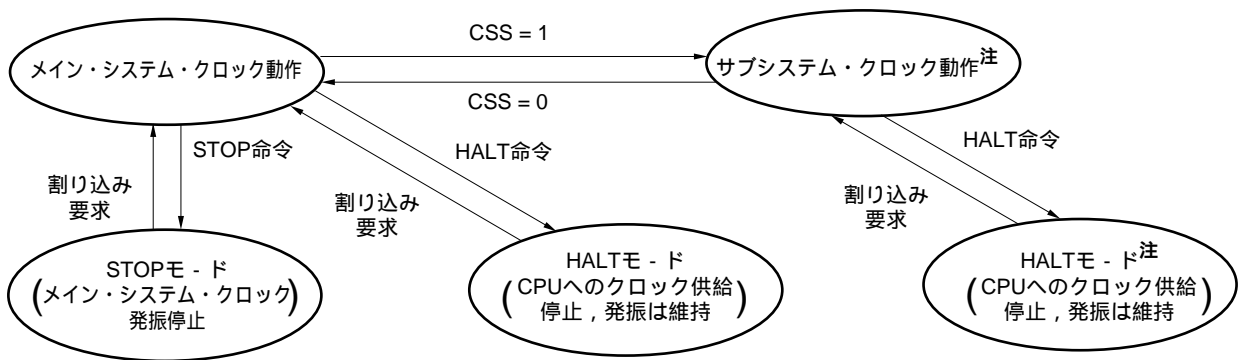 CSS = 1
メイン・システム・クロック動作
サブシステム・クロック動作注
CSS = 0
STOP命令
HALT命令
HALT命令
割り込み
要求
割り込み
要求
割り込み
要求
STOPモ - ド
(メイン・システム・クロック)
発振停止
HALTモ - ド
(CPUへのクロック供給)
停止，発振は維持
HALTモ - ド注
(CPUへのクロック供給)
停止，発振は維持